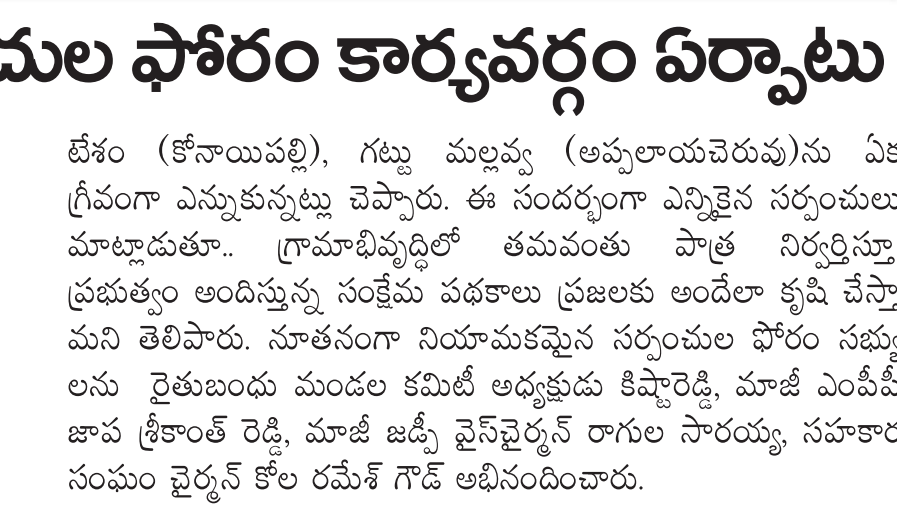 చుల ఫోరం కార్యవర్గం ఏర్పాటు
టేశం (కోనాయిపల్లి), గట్టు మల్లవ్వ (అప్పలాయచెరువు)ను ఏక
గ్రీవంగా ఎన్నుకున్నట్లు చెప్పారు. ఈ సందర్భంగా ఎన్నికైన సర్పంచులు
మాట్లాడుతూ.. గ్రామాభివృద్ధిలో తమవంతు పాత్ర నిర్వర్తిస్తూ
ప్రభుత్వం అందిస్తున్న సంక్షేమ పథకాలు ప్రజలకు అందేలా కృషి చేస్తా
మని తెలిపారు. నూతనంగా నియామకమైన సర్పంచుల ఫోరం సభ్యు
లను రైతుబంధు మండల కమిటీ అధ్యక్షుడు కిష్టారెడ్డి, మాజీ ఎంపీపీ
జాప శ్రీకాంత్ రెడ్డి, మాజీ జడ్పీ వైస్‌చైర్మన్ రాగుల సారయ్య, సహకార
సంఘం చైర్మన్ కోల రమేశ్ గౌడ్ అభినందించారు.